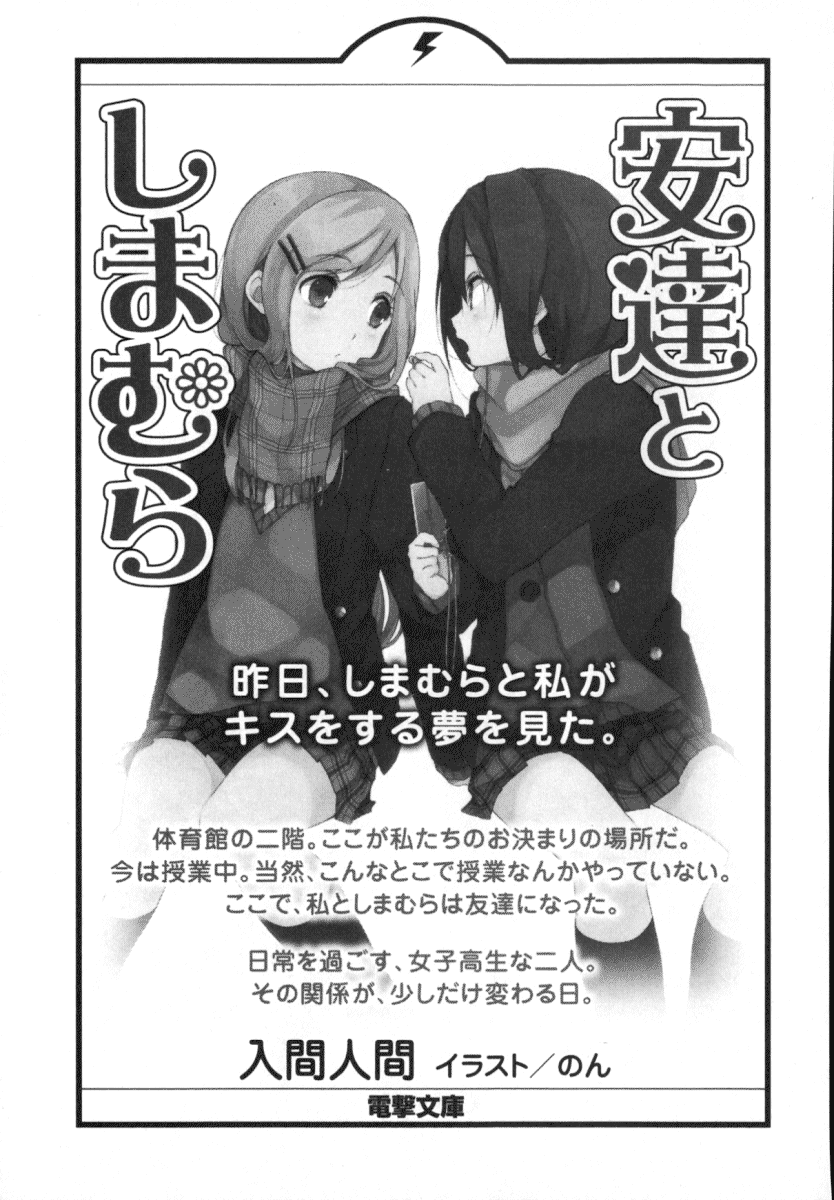 安達と
しまむら
昨日、しまむらと私が
キスをする夢を見た。
体育館の二階。ここが私たちのお決まりの場所だ。
今は授業中。当然、こんなとこで授業なんかやっていない。
ここで、私としまむらは友達になった。
日常を過ごす、女子高生な二人。
その関係が、少しだけ変わる日。
入間人間 イラスト／のん
電撃文庫